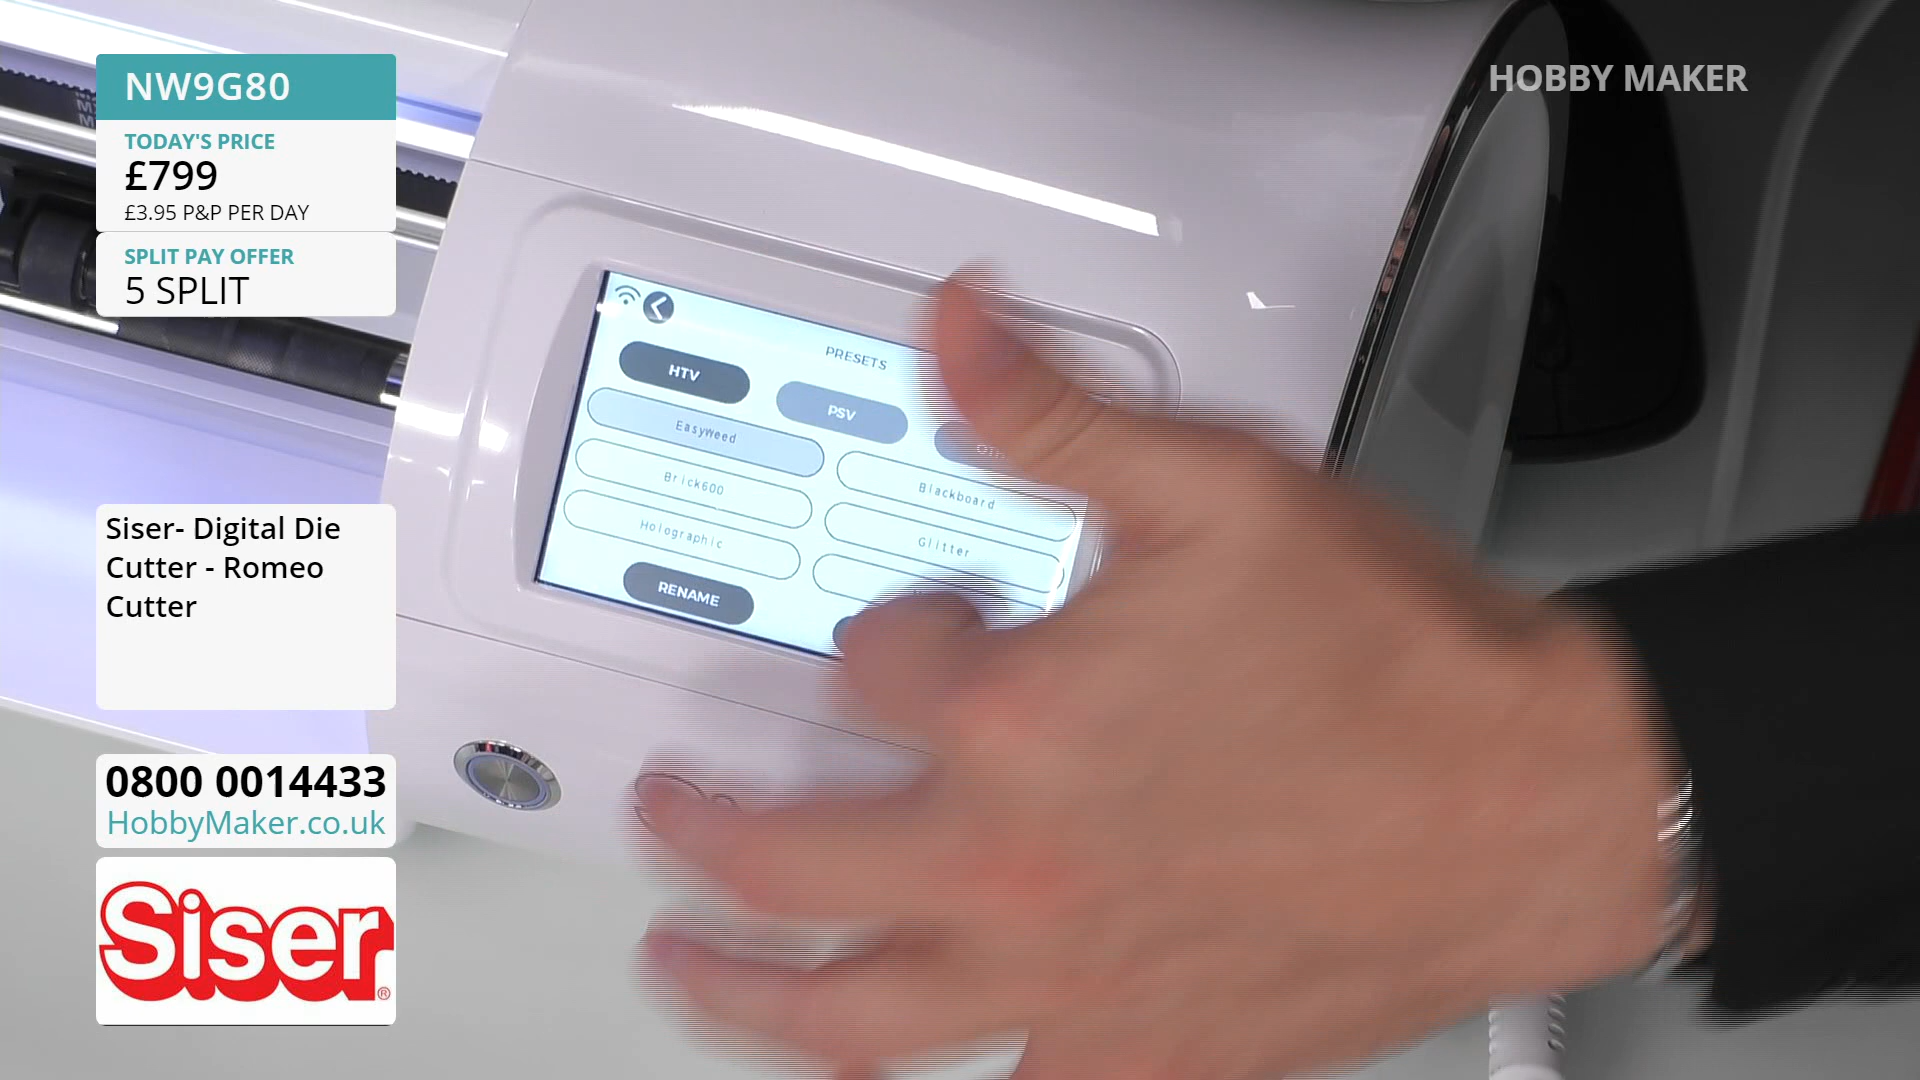 NW9G80
TODAY'S PRICE
£799
£3.95 P&P PER DAY
SPLIT PAY OFFER
5 SPLIT
Siser- Digital Die
Cutter - Romeo
Cutter
0800 0014433
HobbyMaker.co.uk
Siser®
HOBBY MAKER
PRESETS
HTV
PSV
EasyWeed
Blackboard
Brick600
Glitter
Holographic
RENAME